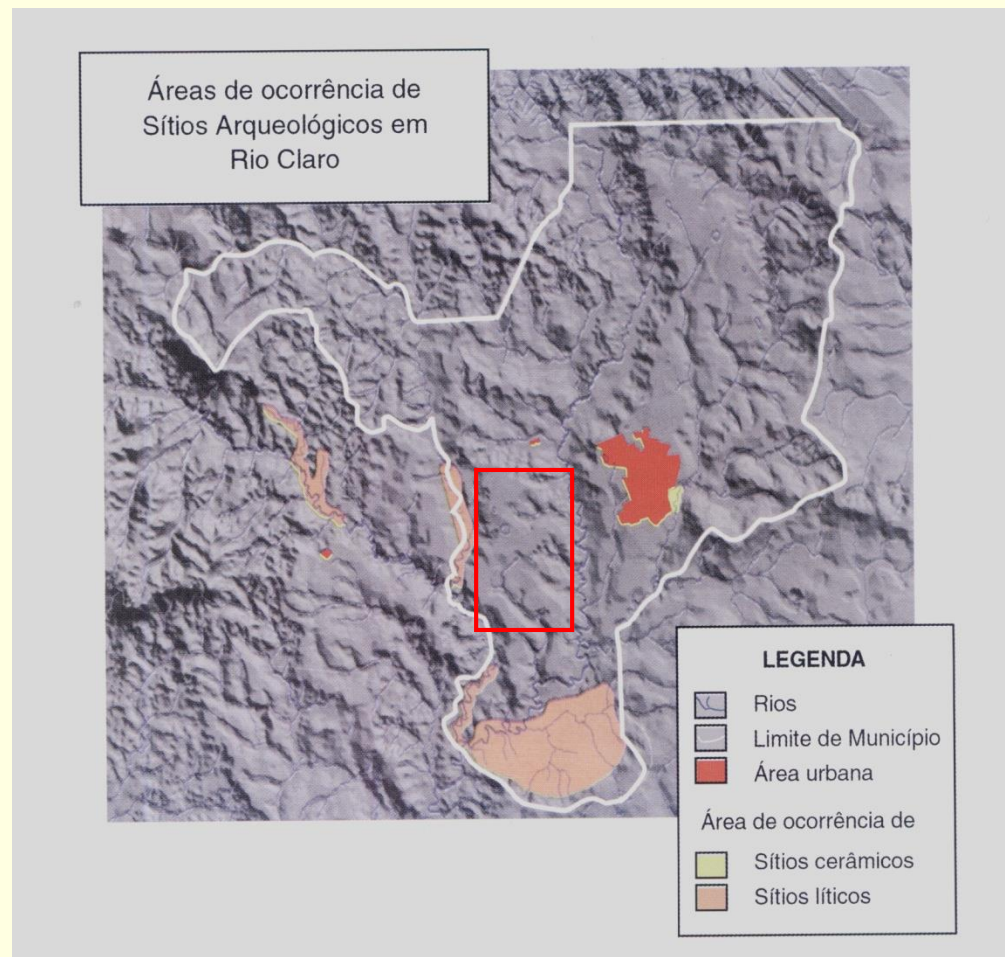 Áreas de ocorrência de
Sítios Arqueológicos em
Rio Claro
LEGENDA
Rios
Limite de Município
Área urbana
Área de ocorrência de
Sítios cerâmicos
Sítios líticos